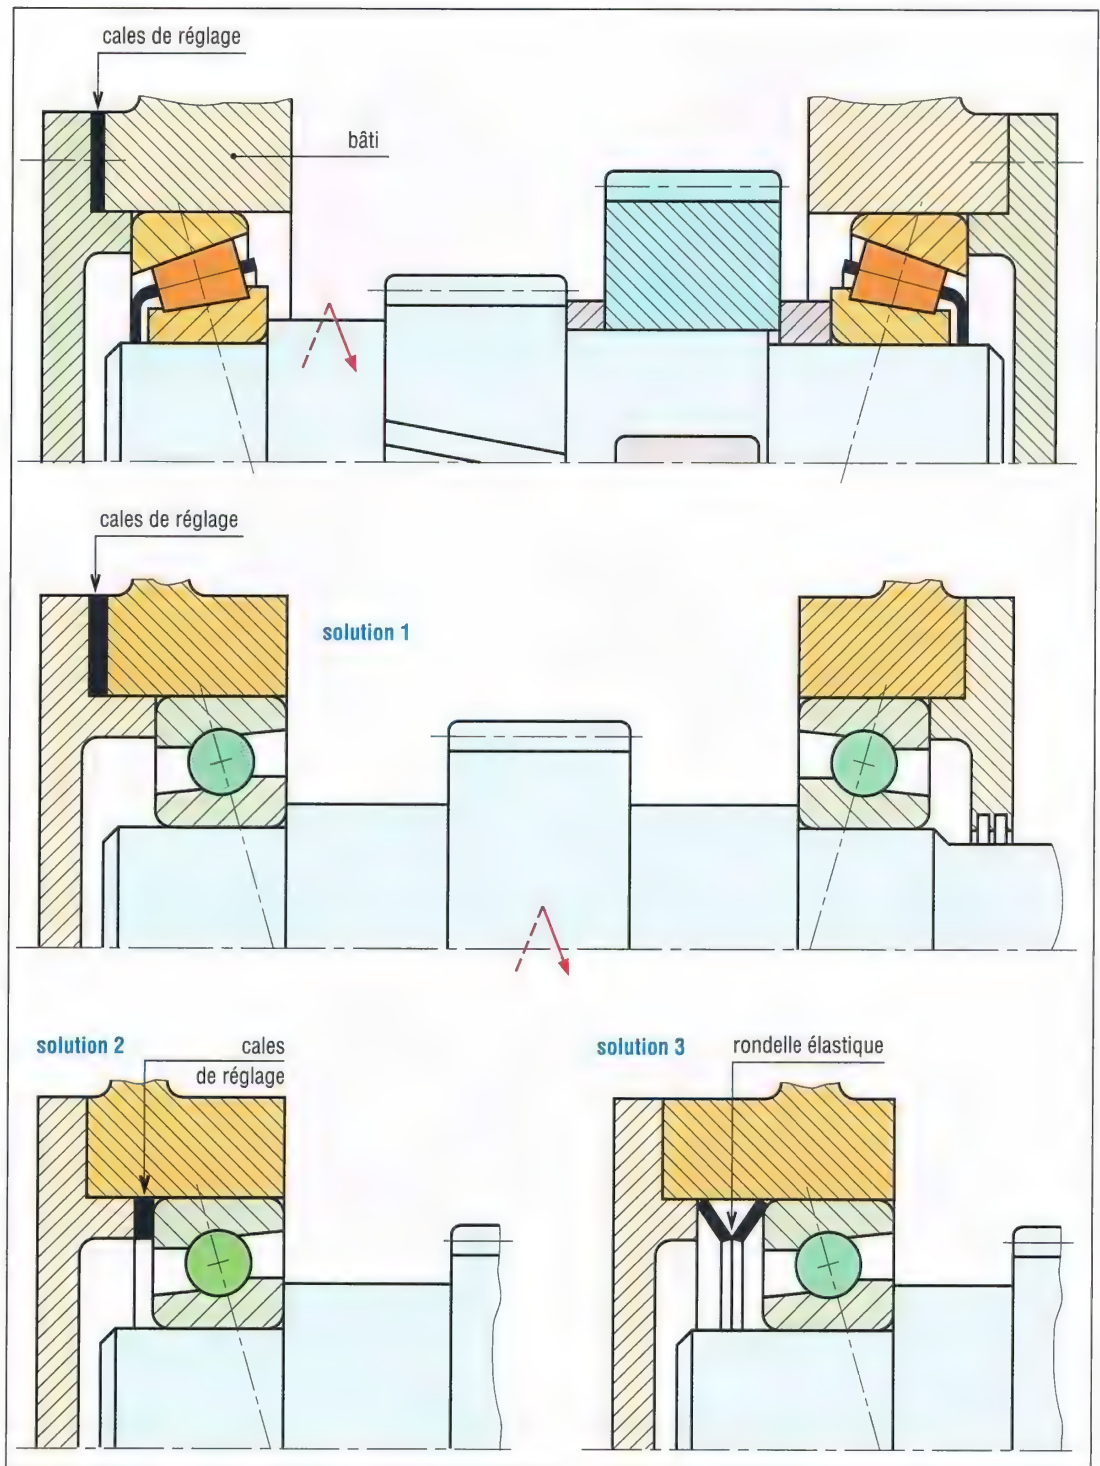 cales de réglage
bâti
cales de réglage
solution 1
solution 2
cales
de réglage
solution 3
rondelle élastique